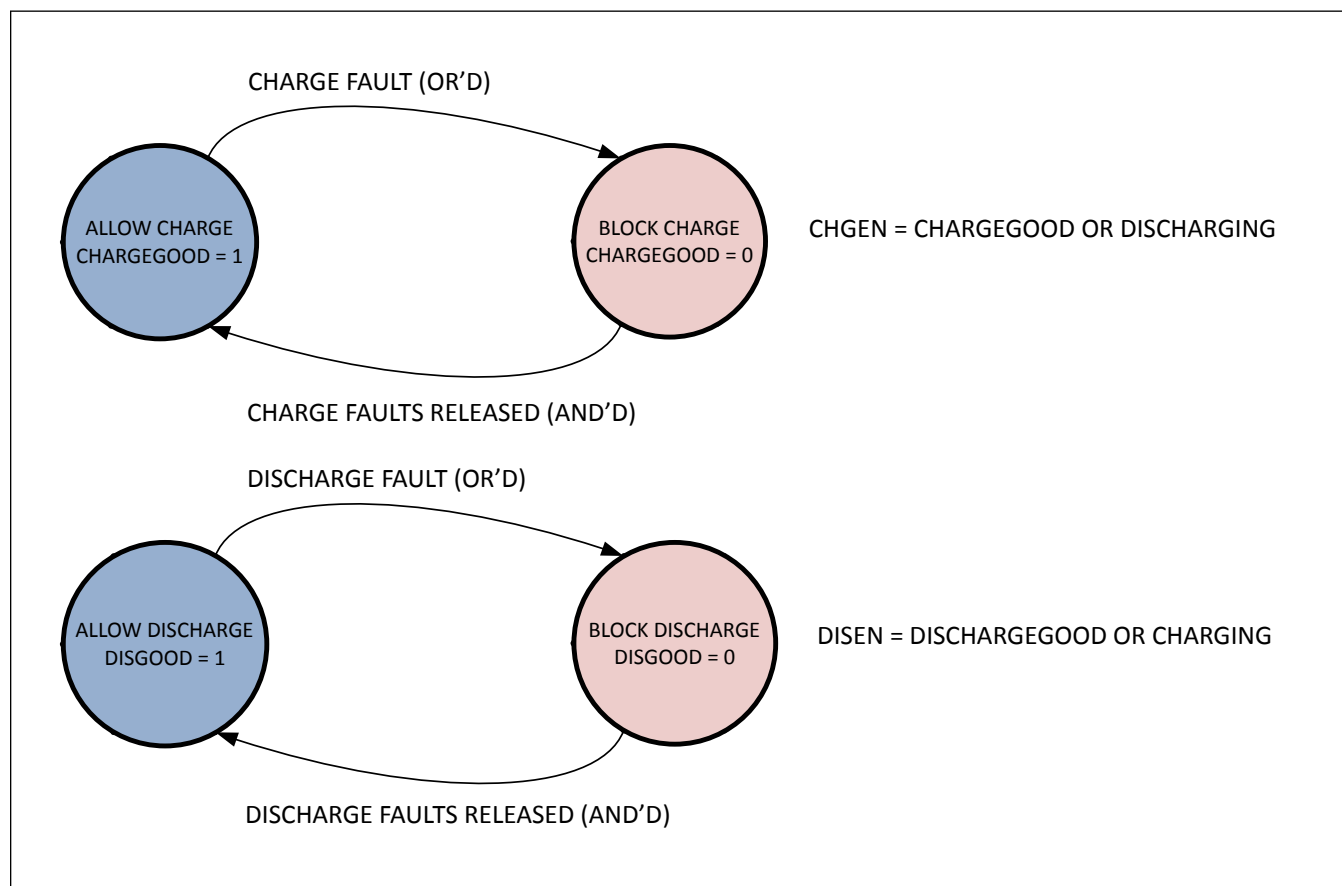 CHARGE FAULT (OR’D)
ALLOW CHARGE
CHARGEGOOD = 1
BLOCK CHARGE
CHARGEGOOD = 0
CHGEN = CHARGEGOOD OR DISCHARGING
CHARGE FAULTS RELEASED (AND’D)
DISCHARGE FAULT (OR’D)
ALLOW DISCHARGE
DISGOOD = 1
BLOCK DISCHARGE
DISGOOD = 0
DISEN = DISCHARGEGOOD OR CHARGING
DISCHARGE FAULTS RELEASED (AND’D)